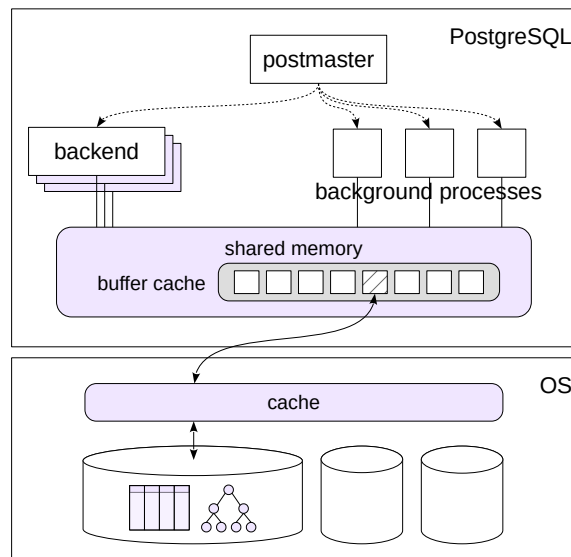 PostgreSQL
postmaster
backend
background processes
shared memory
buffer cache
OS
cache